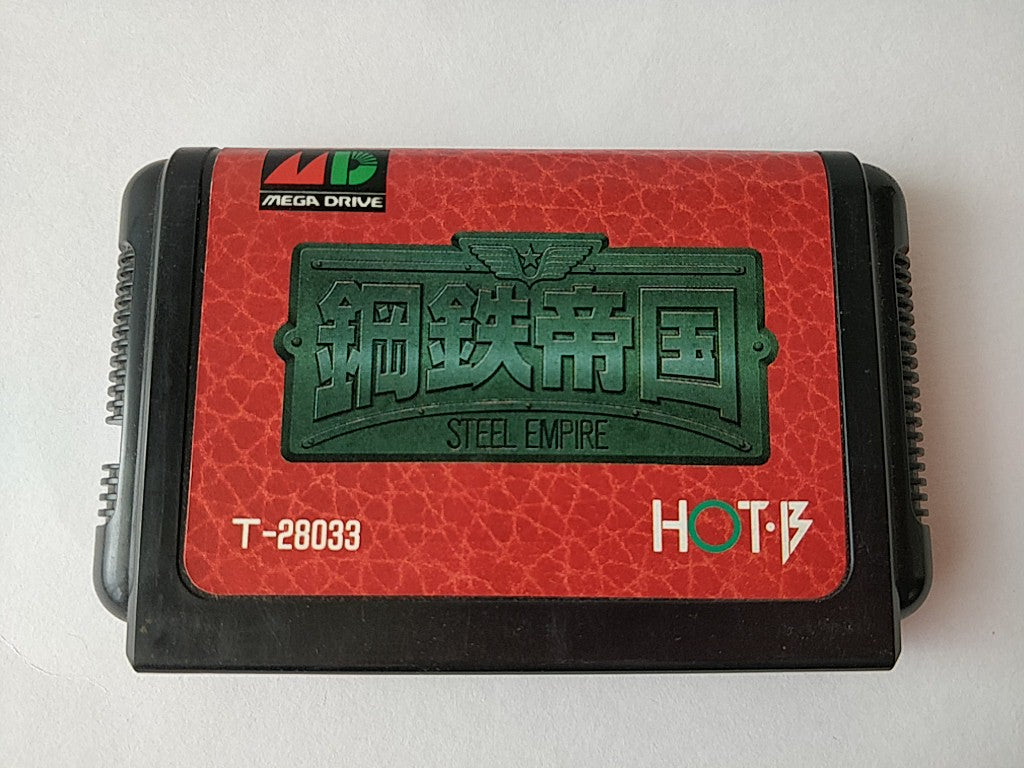 MD
MEGA DRIVE
鋼鉄帝国
STEEL EMPIRE
T-28033
HOT·B